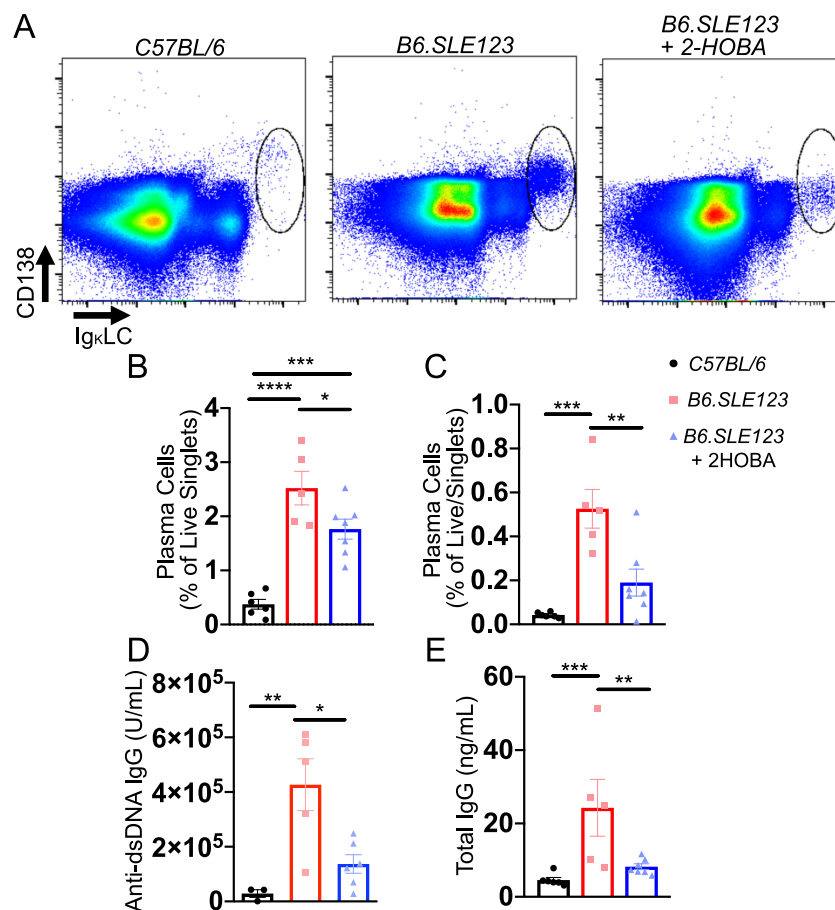 A
C57BL/6
B6.SLE123
B6.SLE123
+ 2-HOBA
CD138
IgκLC
B
Plasma Cells
(% of Live Singlets)
4
3
2
1
0
****
***
*
C
Plasma Cells
(% of Live/Singlets)
1.0
0.8
0.6
0.4
0.2
0.0
***
**
C57BL/6
B6.SLE123
B6.SLE123
+ 2HOBA
D
Anti-dsDNA IgG (U/mL)
8×10⁵
6×10⁵
4×10⁵
2×10⁵
0
**
*
E
Total IgG (ng/mL)
60
40
20
0
***
**